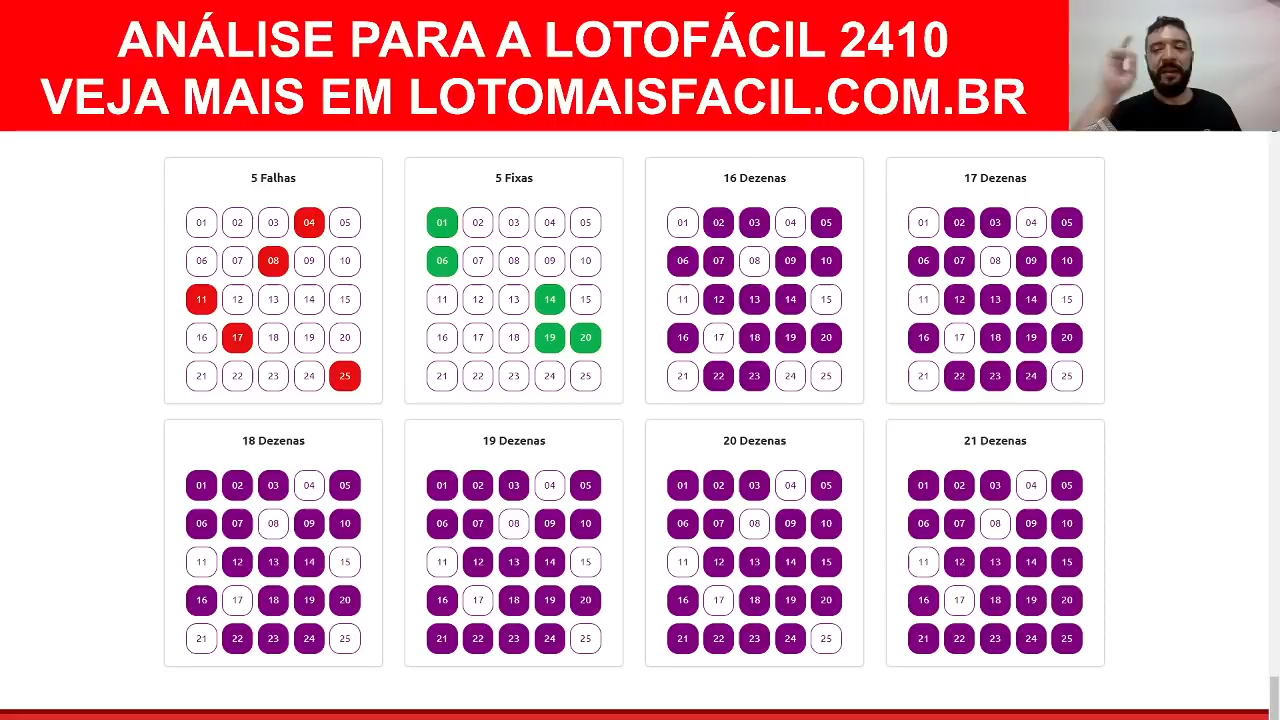 ANÁLISE PARA A LOTOFÁCIL 2410
VEJA MAIS EM LOTOMAISFACIL.COM.BR
5 Falhas
01 02 03 04 05
06 07 08 09 10
11 12 13 14 15
16 17 18 19 20
21 22 23 24 25
5 Fixas
01 02 03 04 05
06 07 08 09 10
11 12 13 14 15
16 17 18 19 20
21 22 23 24 25
16 Dezenas
01 02 03 04 05
06 07 08 09 10
11 12 13 14 15
16 17 18 19 20
21 22 23 24 25
17 Dezenas
01 02 03 04 05
06 07 08 09 10
11 12 13 14 15
16 17 18 19 20
21 22 23 24 25
18 Dezenas
01 02 03 04 05
06 07 08 09 10
11 12 13 14 15
16 17 18 19 20
21 22 23 24 25
19 Dezenas
01 02 03 04 05
06 07 08 09 10
11 12 13 14 15
16 17 18 19 20
21 22 23 24 25
20 Dezenas
01 02 03 04 05
06 07 08 09 10
11 12 13 14 15
16 17 18 19 20
21 22 23 24 25
21 Dezenas
01 02 03 04 05
06 07 08 09 10
11 12 13 14 15
16 17 18 19 20
21 22 23 24 25